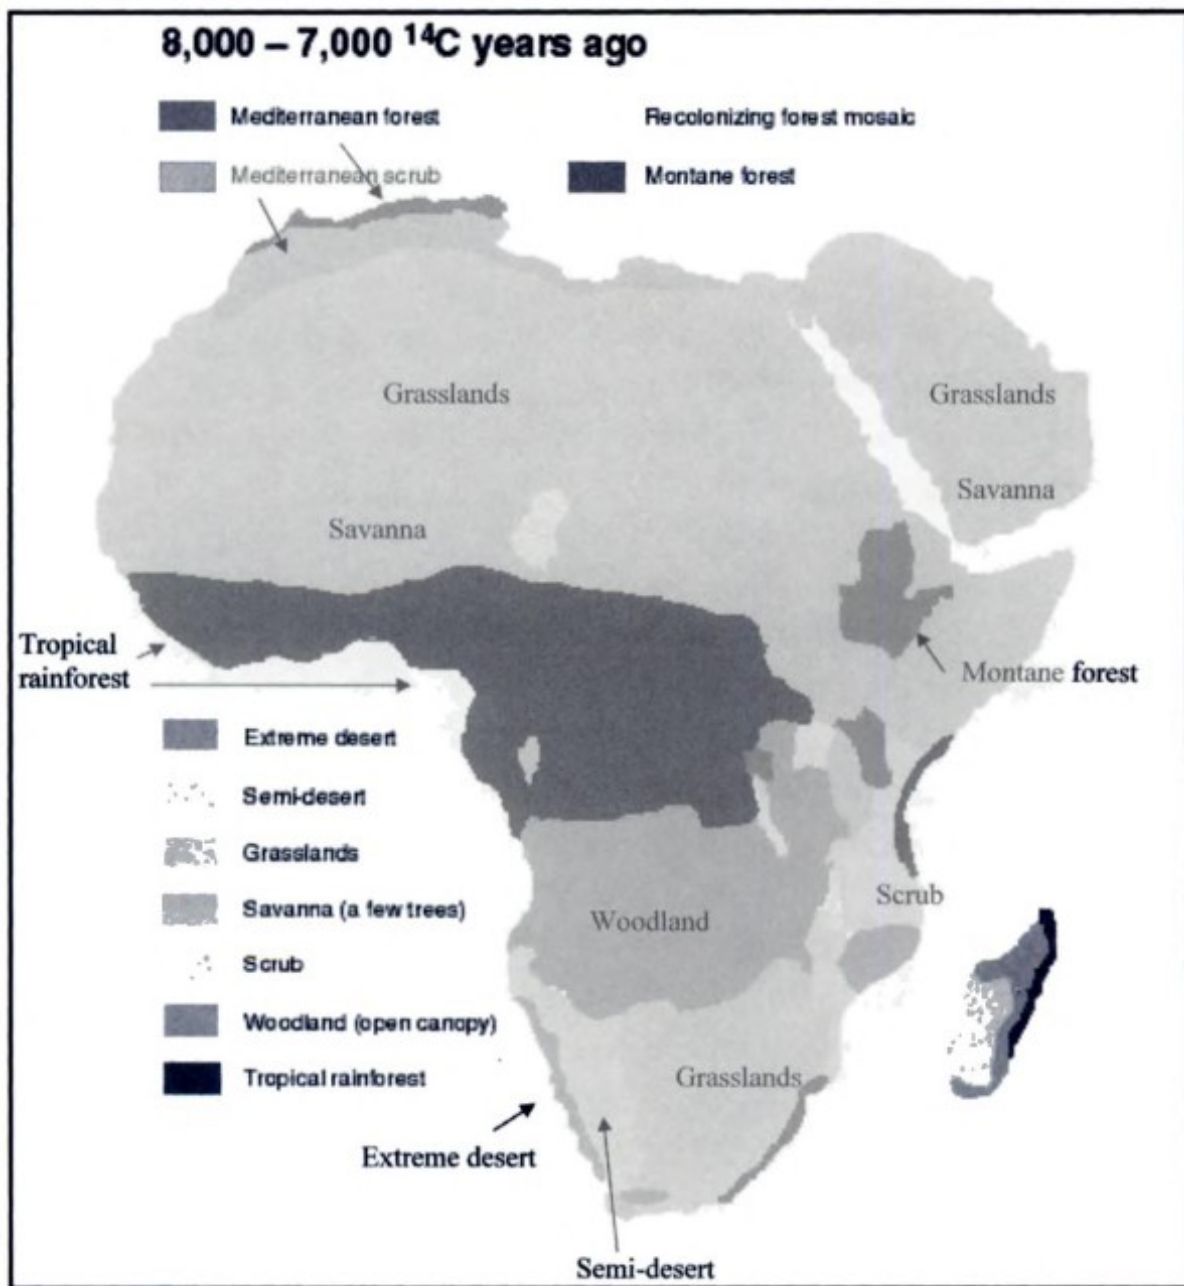 8,000 – 7,000 ¹⁴C years ago
Mediterranean forest
Recolonizing forest mosaic
Mediterranean scrub
Montane forest
Grasslands
Grasslands
Savanna
Savanna
Tropical
rainforest
Montane forest
Extreme desert
Semi-desert
Grasslands
Savanna (a few trees)
Scrub
Scrub
Woodland
Woodland (open canopy)
Tropical rainforest
Grasslands
Extreme desert
Semi-desert